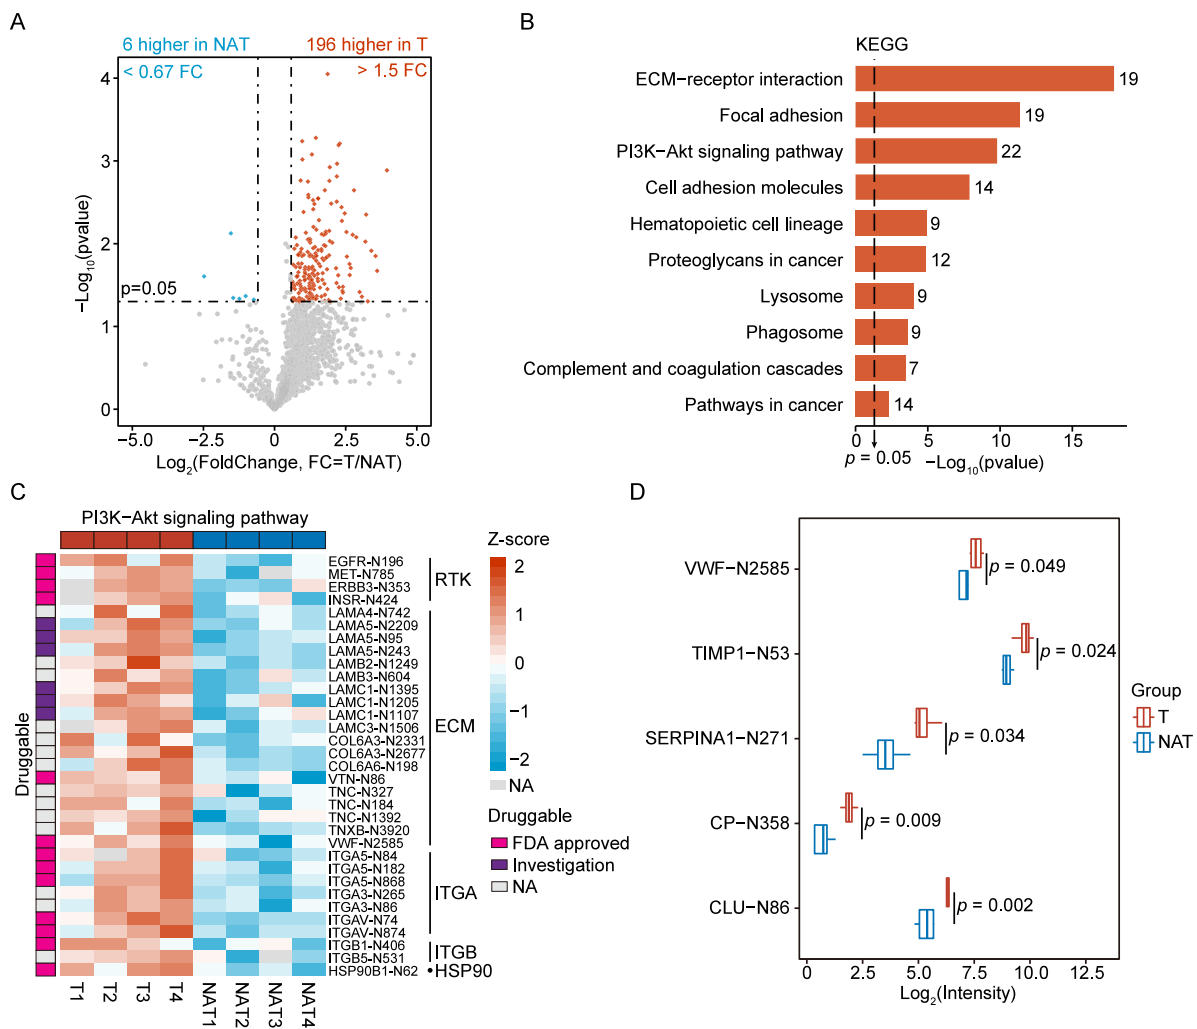 A
6 higher in NAT
196 higher in T
< 0.67 FC
> 1.5 FC
4
3
2
1
0
p=0.05
−Log10(pvalue)
−5.0
−2.5
0
2.5
5.0
Log2(FoldChange, FC=T/NAT)
B
KEGG
ECM−receptor interaction
19
Focal adhesion
19
PI3K−Akt signaling pathway
22
Cell adhesion molecules
14
Hematopoietic cell lineage
9
Proteoglycans in cancer
12
Lysosome
9
Phagosome
9
Complement and coagulation cascades
7
Pathways in cancer
14
0
5
10
15
p = 0.05
−Log10(pvalue)
C
PI3K−Akt signaling pathway
Druggable
EGFR-N196
MET-N785
ERBB3-N353
INSR-N424
LAMA4-N742
LAMA5-N2209
LAMA5-N95
LAMA5-N243
LAMB2-N1249
LAMB3-N604
LAMC1-N1395
LAMC1-N1205
LAMC1-N1107
LAMC3-N1506
COL6A3-N2331
COL6A3-N2677
COL6A6-N198
VTN-N86
TNC-N327
TNC-N184
TNC-N1392
TNXB-N3920
VWF-N2585
ITGA5-N84
ITGA5-N182
ITGA5-N868
ITGA3-N265
ITGA3-N86
ITGAV-N74
ITGAV-N874
ITGB1-N406
ITGB5-N531
HSP90B1-N62
RTK
ECM
ITGA
ITGB
HSP90
T1
T2
T3
T4
NAT1
NAT2
NAT3
NAT4
Z-score
2
1
0
−1
−2
NA
Druggable
FDA approved
Investigation
NA
D
VWF−N2585
p = 0.049
TIMP1−N53
p = 0.024
SERPINA1−N271
p = 0.034
CP−N358
p = 0.009
CLU−N86
p = 0.002
0
2.5
5.0
7.5
10.0
12.5
Log2(Intensity)
Group
T
NAT